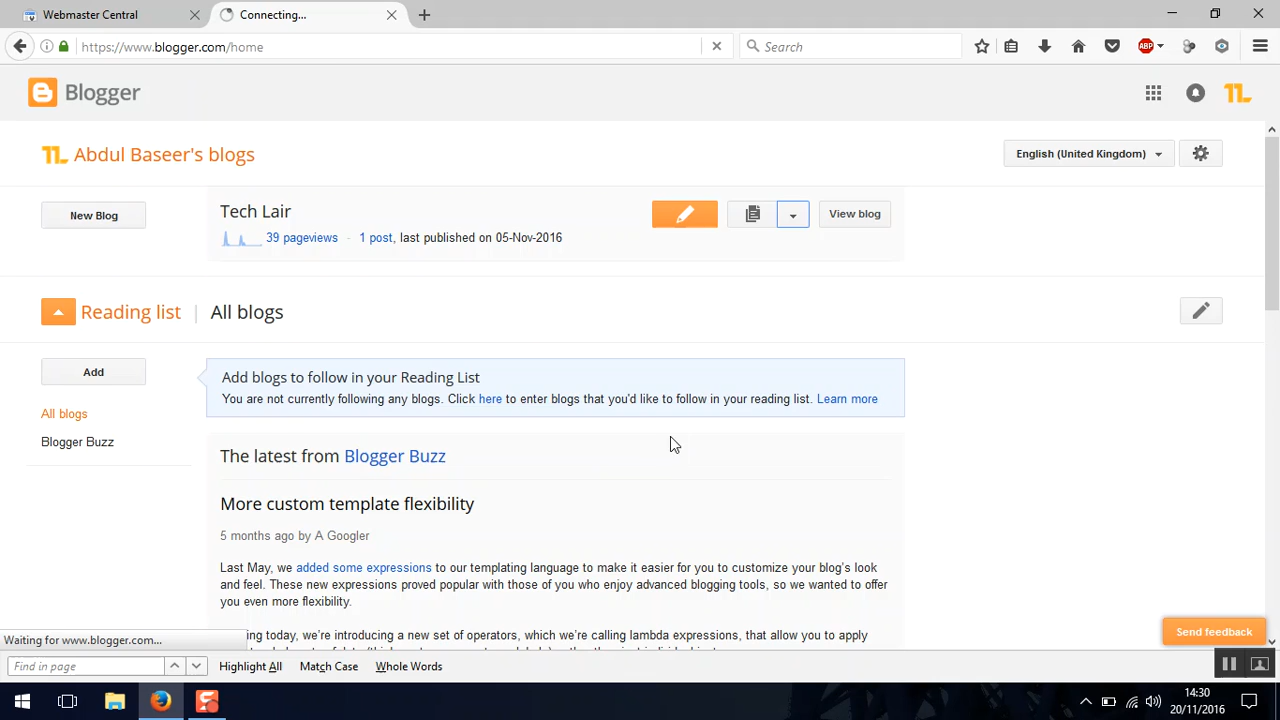 Webmaster Central
Connecting...
https://www.blogger.com/home
Search
ABP
Blogger
TL
TL Abdul Baseer's blogs
English (United Kingdom)
New Blog
Tech Lair
View blog
39 pageviews - 1 post, last published on 05-Nov-2016
Reading list | All blogs
Add
Add blogs to follow in your Reading List
You are not currently following any blogs. Click here to enter blogs that you'd like to follow in your reading list. Learn more
All blogs
Blogger Buzz
The latest from Blogger Buzz
More custom template flexibility
5 months ago by A Googler
Last May, we added some expressions to our templating language to make it easier for you to customize your blog's look
and feel. These new expressions proved popular with those of you who enjoy advanced blogging tools, so we wanted to offer
you even more flexibility.
ing today, we're introducing a new set of operators, which we're calling lambda expressions, that allow you to apply
Send feedback
Waiting for www.blogger.com...
Find in page
Highlight All
Match Case
Whole Words
14:30
20/11/2016